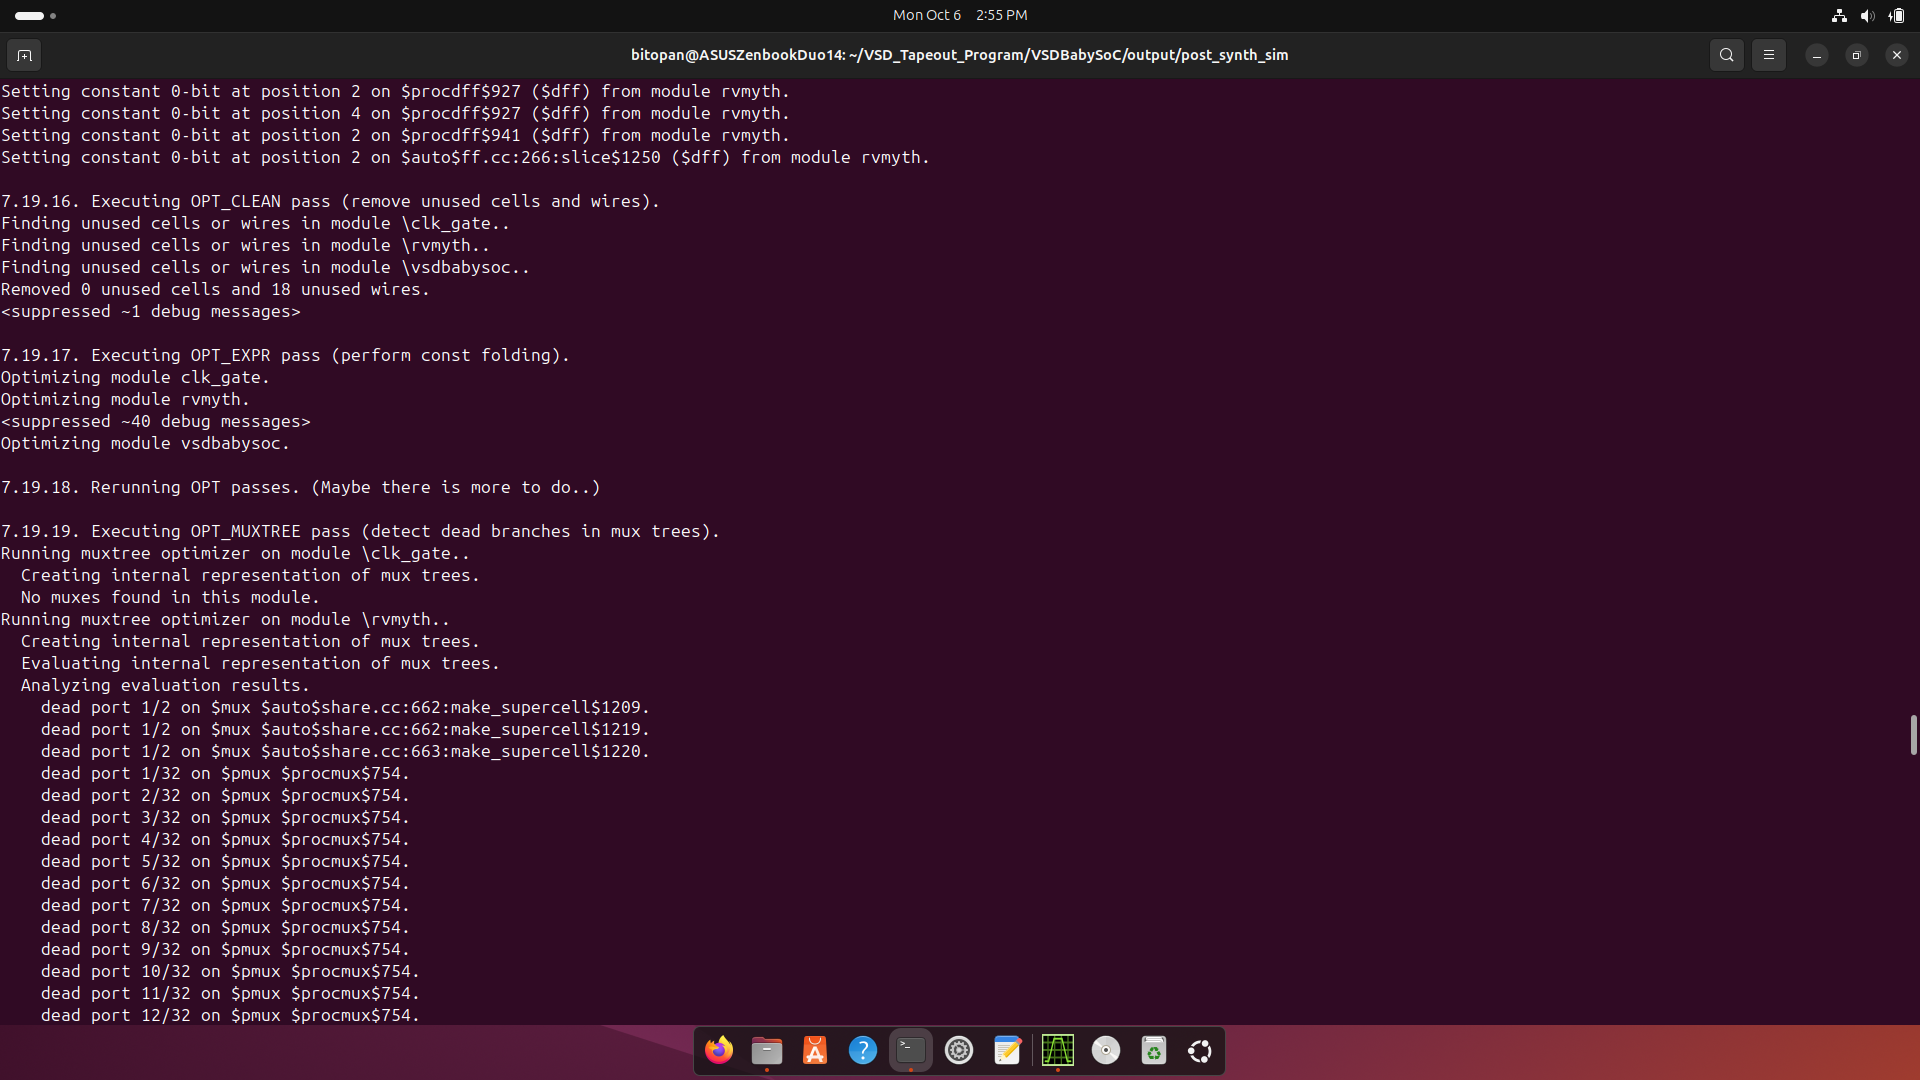 Mon Oct 6 2:55 PM
bitopan@ASUSZenbookDuo14: ~/VSD_Tapeout_Program/VSDBabySoC/output/post_synth_sim
Setting constant 0-bit at position 2 on $procdff$927 ($dff) from module rvmyth.
Setting constant 0-bit at position 4 on $procdff$927 ($dff) from module rvmyth.
Setting constant 0-bit at position 2 on $procdff$941 ($dff) from module rvmyth.
Setting constant 0-bit at position 2 on $auto$ff.cc:266:slice$1250 ($dff) from module rvmyth.
7.19.16. Executing OPT_CLEAN pass (remove unused cells and wires).
Finding unused cells or wires in module \clk_gate..
Finding unused cells or wires in module \rvmyth..
Finding unused cells or wires in module \vsdbabysoc..
Removed 0 unused cells and 18 unused wires.
<suppressed ~1 debug messages>
7.19.17. Executing OPT_EXPR pass (perform const folding).
Optimizing module clk_gate.
Optimizing module rvmyth.
<suppressed ~40 debug messages>
Optimizing module vsdbabysoc.
7.19.18. Rerunning OPT passes. (Maybe there is more to do..)
7.19.19. Executing OPT_MUXTREE pass (detect dead branches in mux trees).
Running muxtree optimizer on module \clk_gate..
Creating internal representation of mux trees.
No muxes found in this module.
Running muxtree optimizer on module \rvmyth..
Creating internal representation of mux trees.
Evaluating internal representation of mux trees.
Analyzing evaluation results.
dead port 1/2 on $mux $auto$share.cc:662:make_supercell$1209.
dead port 1/2 on $mux $auto$share.cc:662:make_supercell$1219.
dead port 1/2 on $mux $auto$share.cc:663:make_supercell$1220.
dead port 1/32 on $pmux $procmux$754.
dead port 2/32 on $pmux $procmux$754.
dead port 3/32 on $pmux $procmux$754.
dead port 4/32 on $pmux $procmux$754.
dead port 5/32 on $pmux $procmux$754.
dead port 6/32 on $pmux $procmux$754.
dead port 7/32 on $pmux $procmux$754.
dead port 8/32 on $pmux $procmux$754.
dead port 9/32 on $pmux $procmux$754.
dead port 10/32 on $pmux $procmux$754.
dead port 11/32 on $pmux $procmux$754.
dead port 12/32 on $pmux $procmux$754.